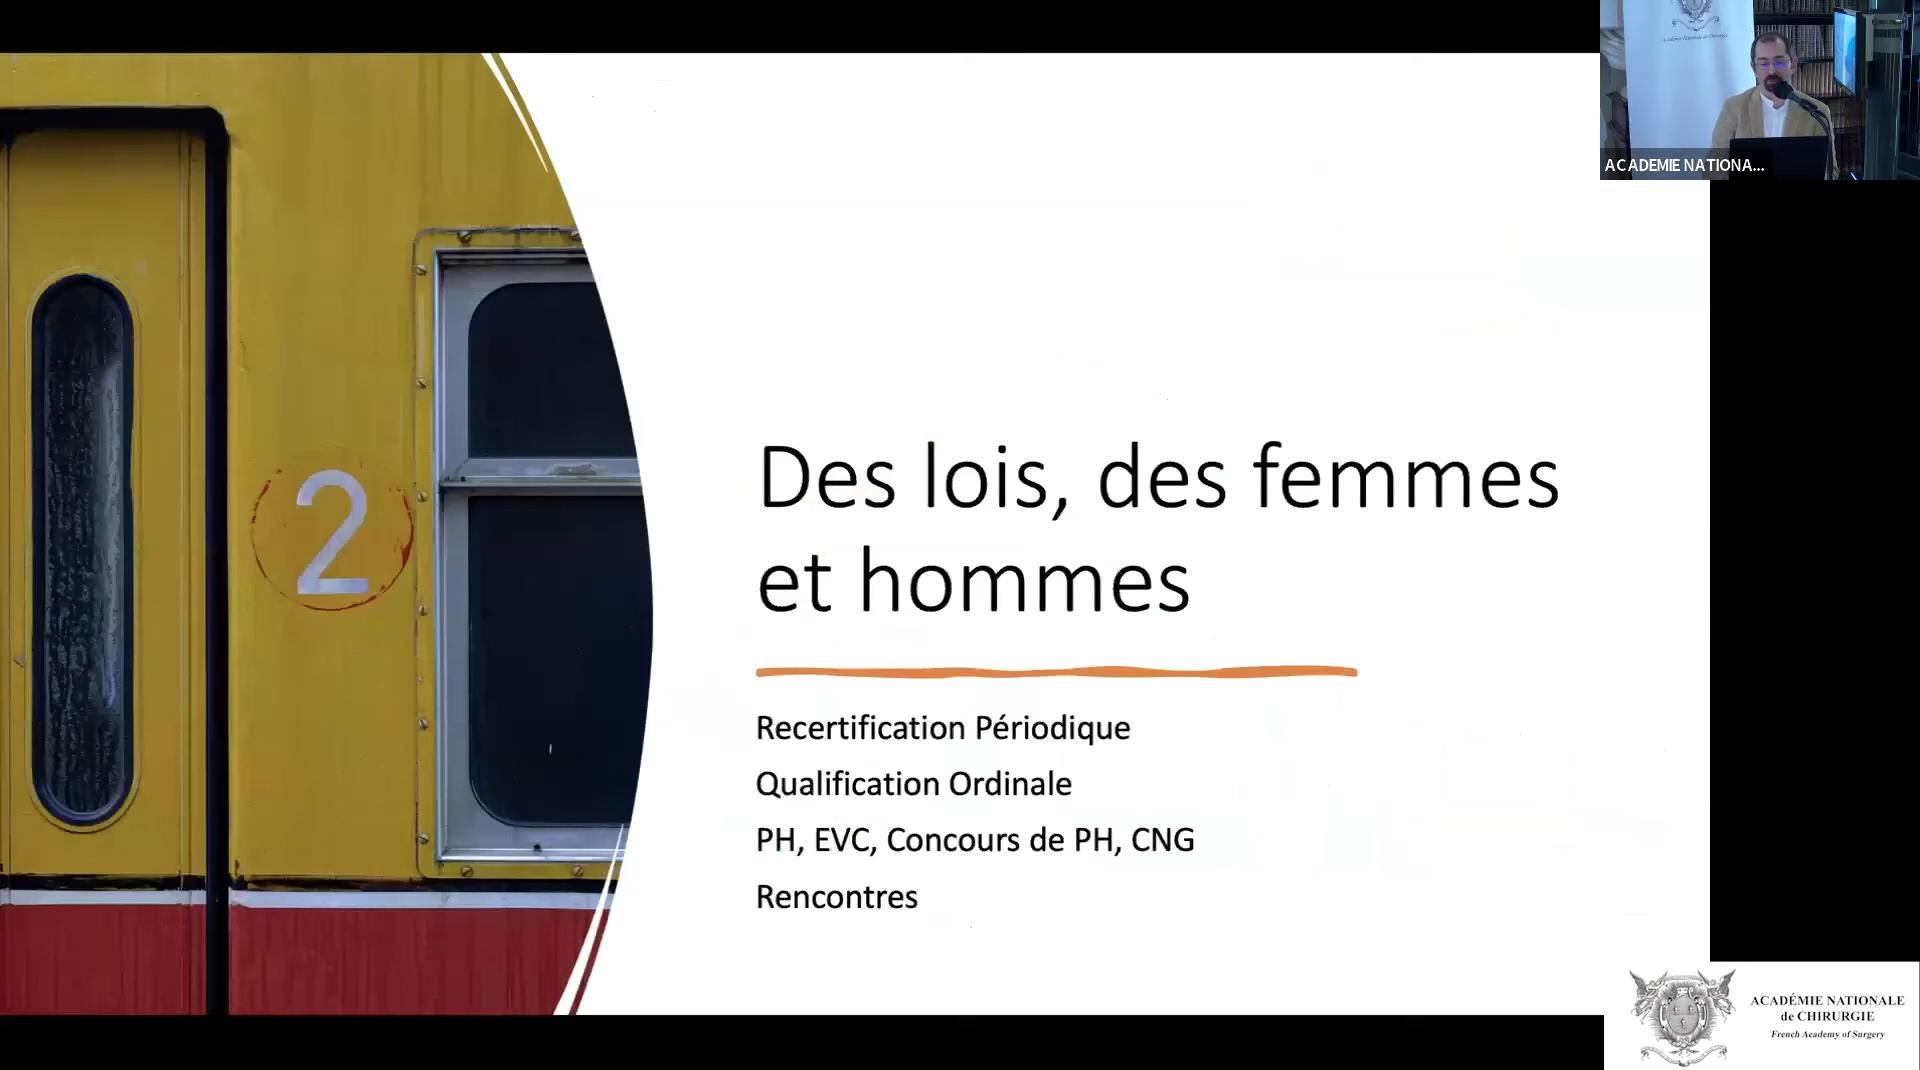 ACADEMIE NATIONA...
2
Des lois, des femmes
et hommes
Recertification Périodique
Qualification Ordinale
PH, EVC, Concours de PH, CNG
Rencontres
ACADÉMIE NATIONALE
de CHIRURGIE
French Academy of Surgery